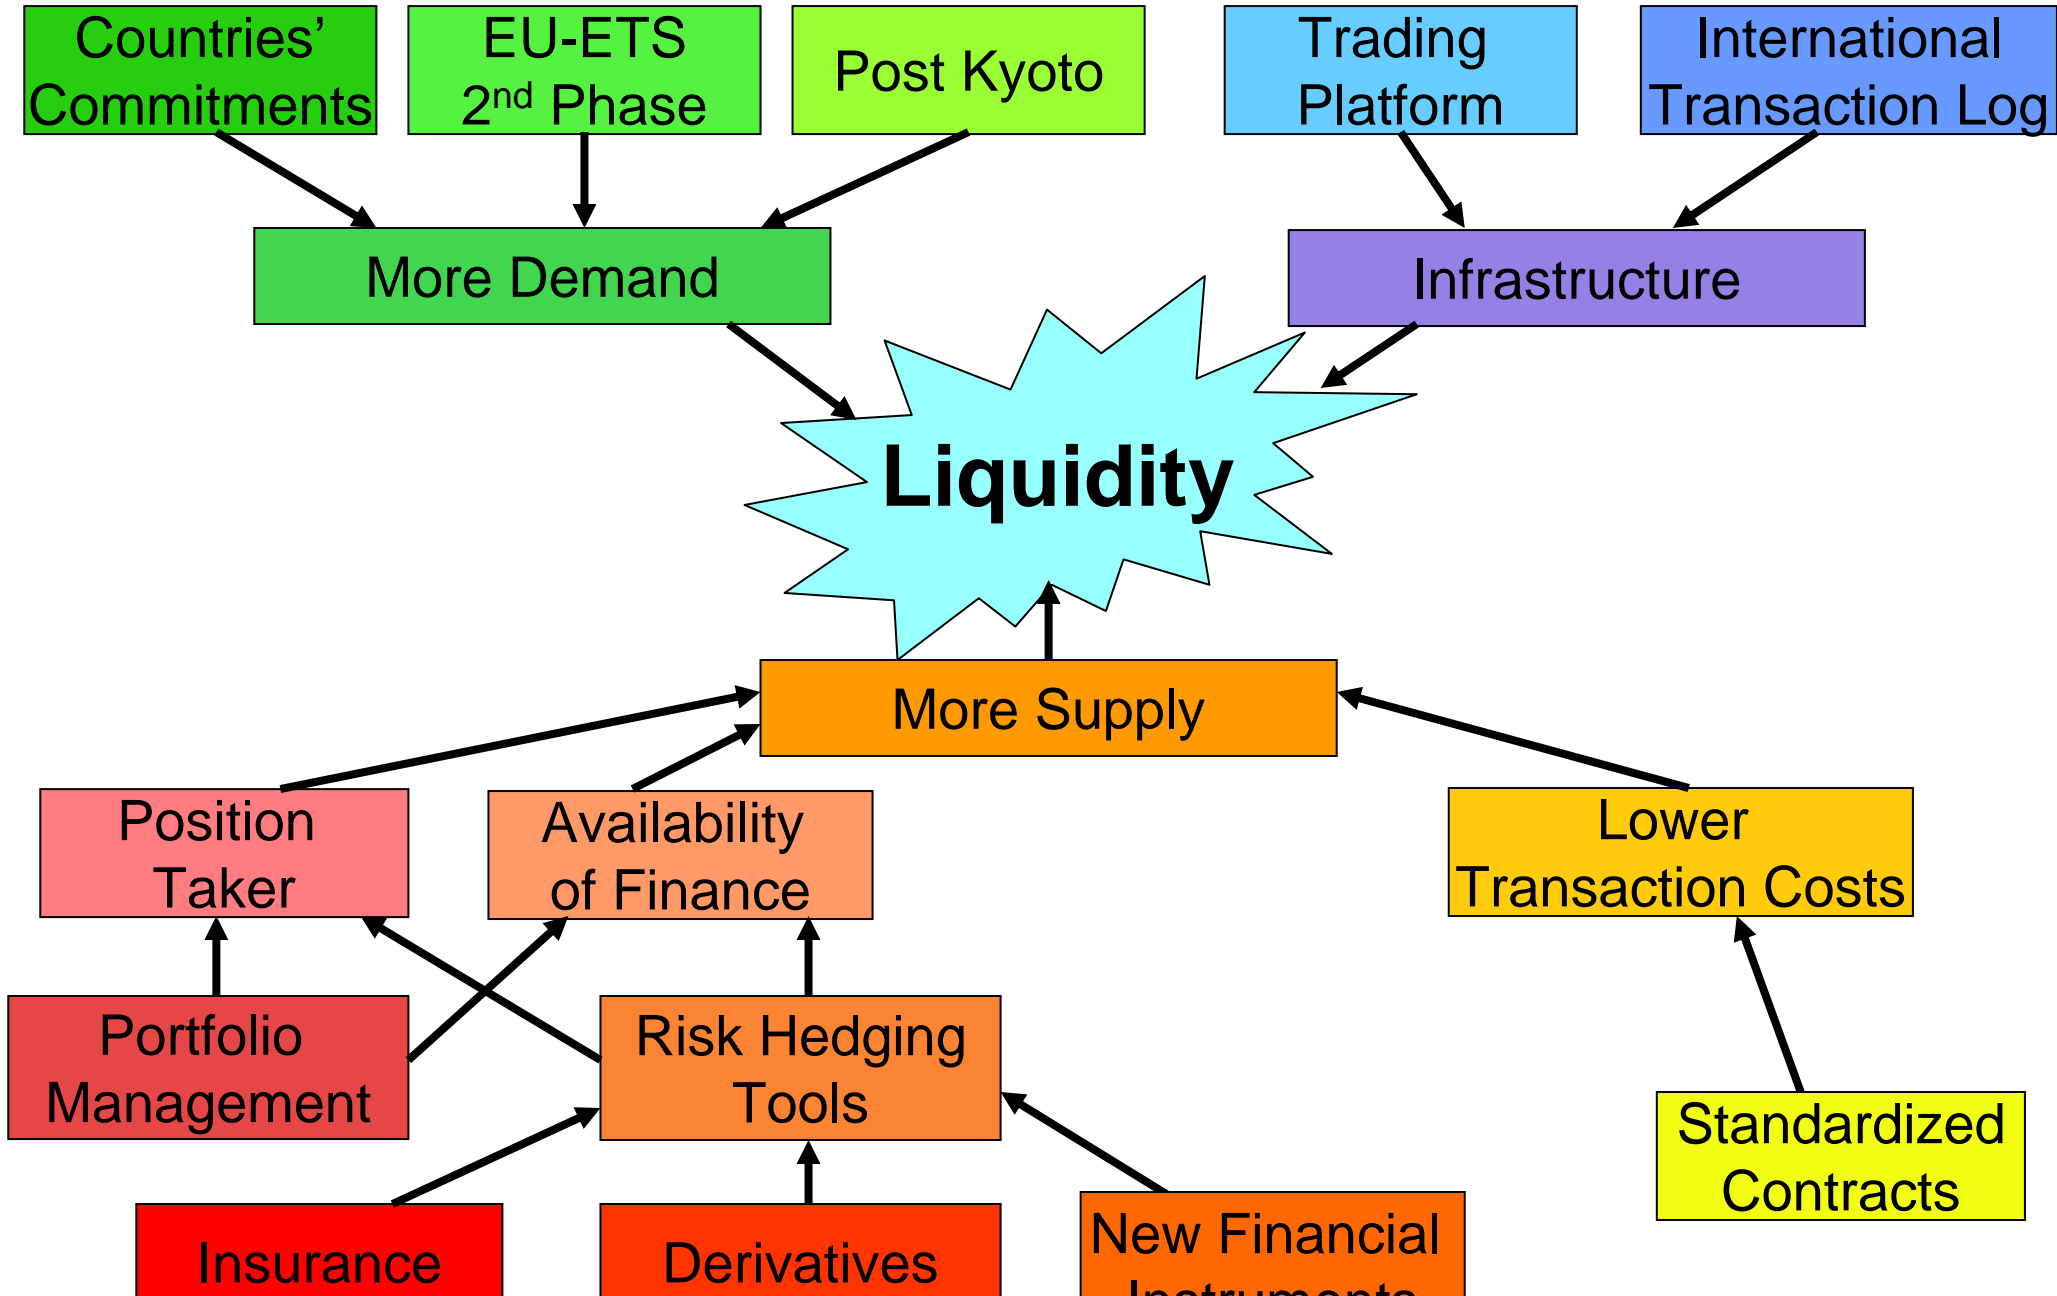 Countries’
Commitments
EU-ETS
2nd Phase
Post Kyoto
Trading
Platform
International
Transaction Log
More Demand
Infrastructure
Liquidity
More Supply
Position
Taker
Availability
of Finance
Lower
Transaction Costs
Portfolio
Management
Risk Hedging
Tools
Standardized
Contracts
Insurance
Derivatives
New Financial
Instruments